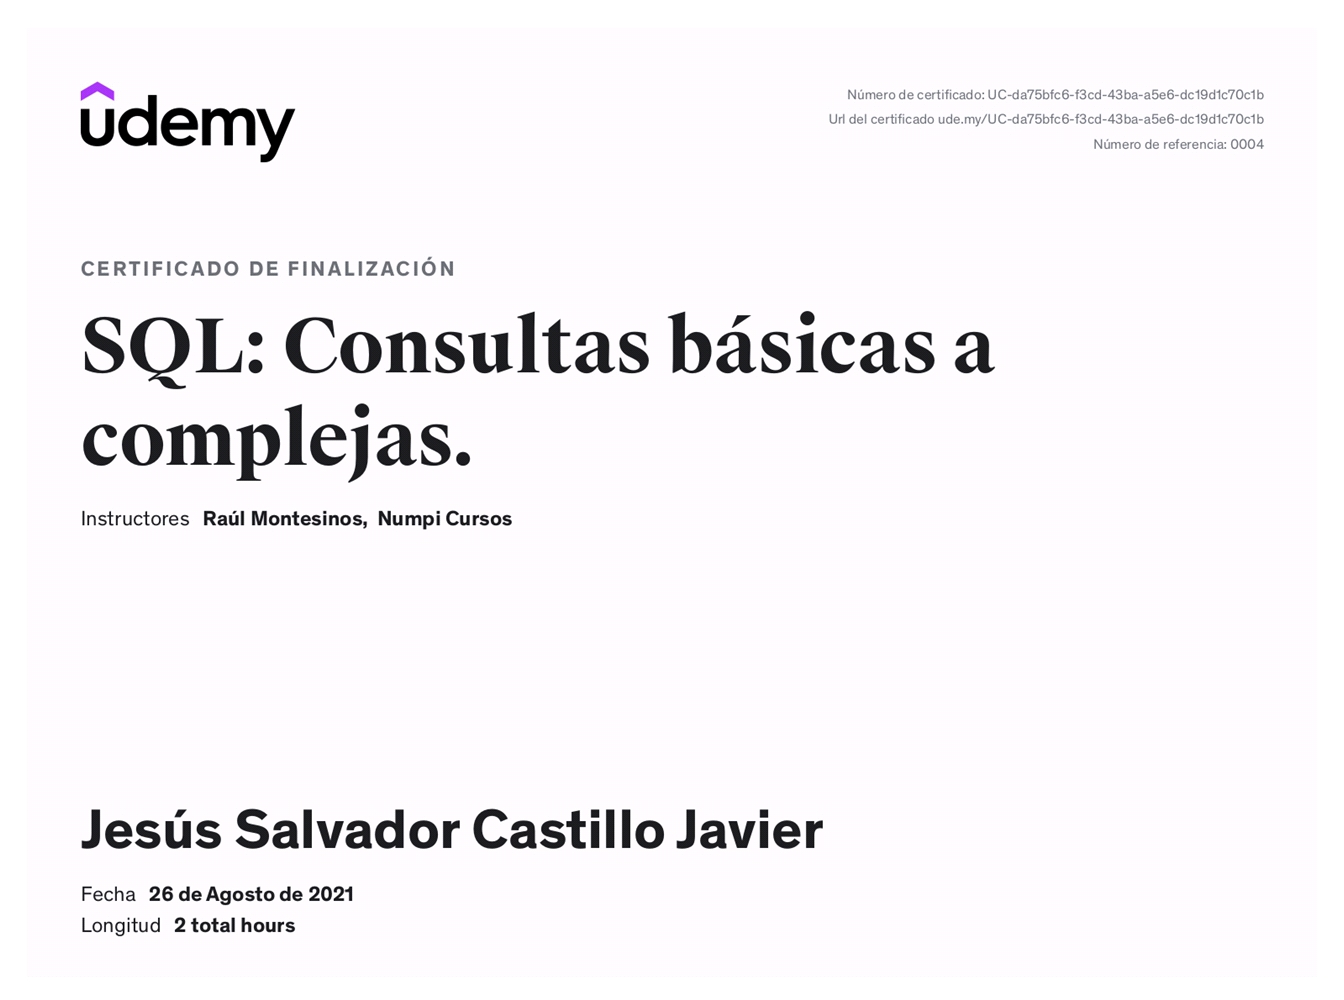 udemy
Número de certificado: UC-da75bfc6-f3cd-43ba-a5e6-dc19d1c70c1b
Url del certificado ude.my/UC-da75bfc6-f3cd-43ba-a5e6-dc19d1c70c1b
Número de referencia: 0004
CERTIFICADO DE FINALIZACIÓN
SQL: Consultas básicas a
complejas.
Instructores Raúl Montesinos, Numpi Cursos
Jesús Salvador Castillo Javier
Fecha 26 de Agosto de 2021
Longitud 2 total hours